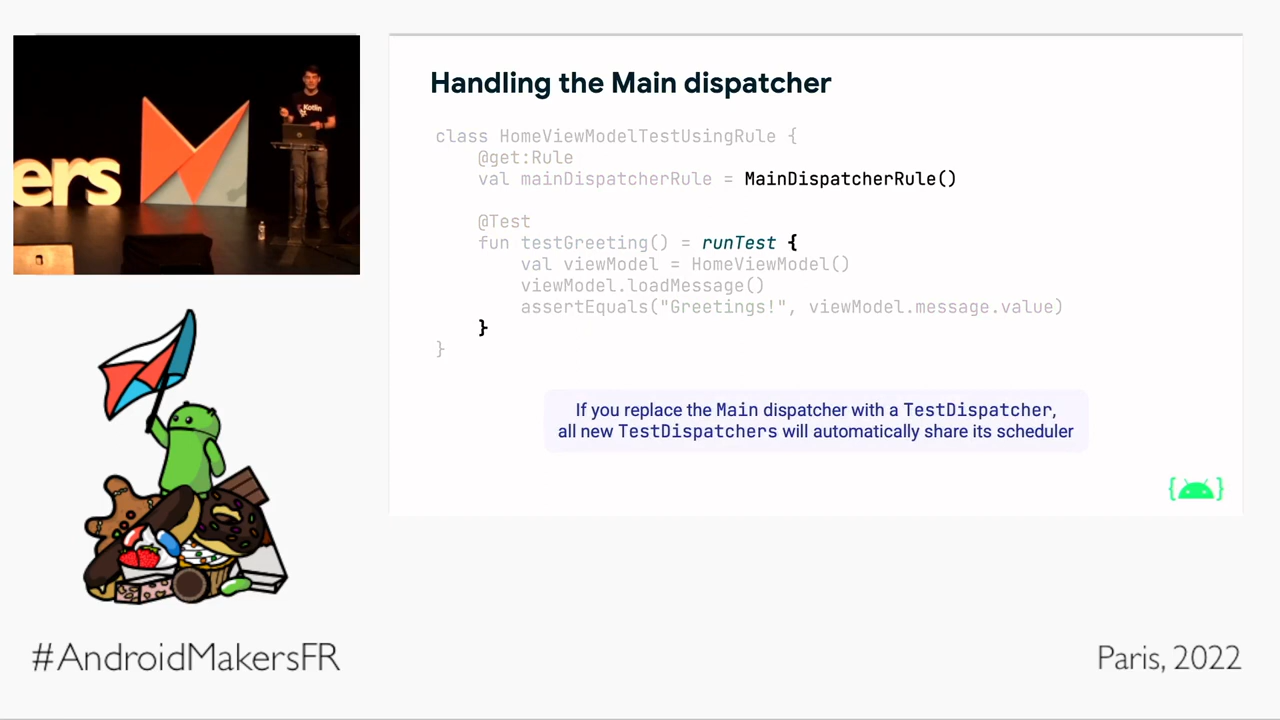 ers
Kotlin
Handling the Main dispatcher
class HomeViewModelTestUsingRule {
@get:Rule
val mainDispatcherRule = MainDispatcherRule()
@Test
fun testGreeting() = runTest {
val viewModel = HomeViewModel()
viewModel.loadMessage()
assertEquals("Greetings!", viewModel.message.value)
}
}
If you replace the Main dispatcher with a TestDispatcher,
all new TestDispatchers will automatically share its scheduler
#AndroidMakersFR
Paris, 2022